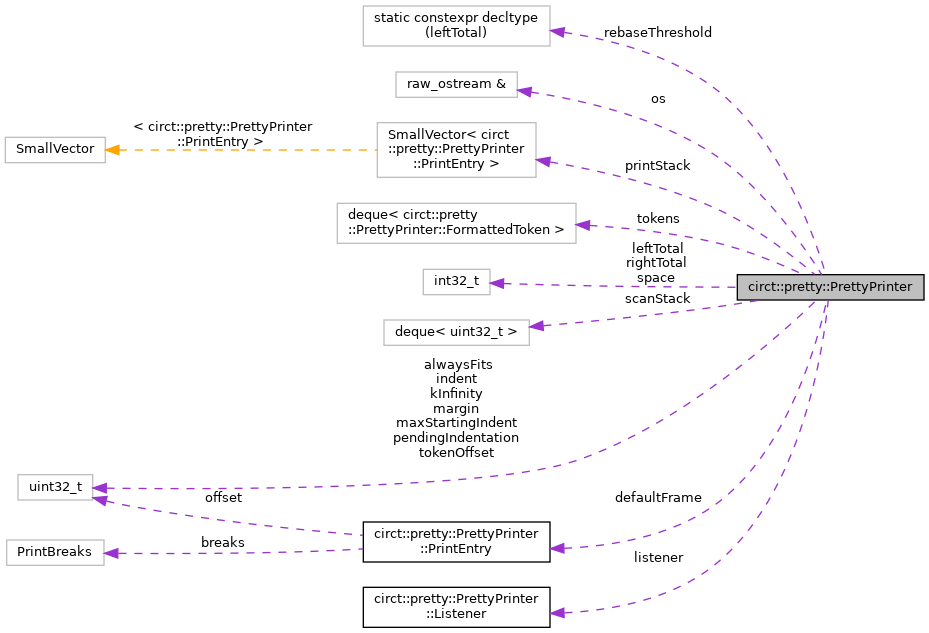 static constexpr decltype
(leftTotal)
rebaseThreshold
raw_ostream &
os
< circt::pretty::PrettyPrinter
::PrintEntry >
SmallVector
SmallVector< circt
::pretty::PrettyPrinter
::PrintEntry >
printStack
deque< circt::pretty
::PrettyPrinter::FormattedToken >
tokens
leftTotal
rightTotal
space
int32_t
circt::pretty::PrettyPrinter
scanStack
deque< uint32_t >
alwaysFits
indent
kInfinity
margin
maxStartingIndent
pendingIndentation
tokenOffset
uint32_t
offset
defaultFrame
circt::pretty::PrettyPrinter
::PrintEntry
breaks
PrintBreaks
listener
circt::pretty::PrettyPrinter
::Listener